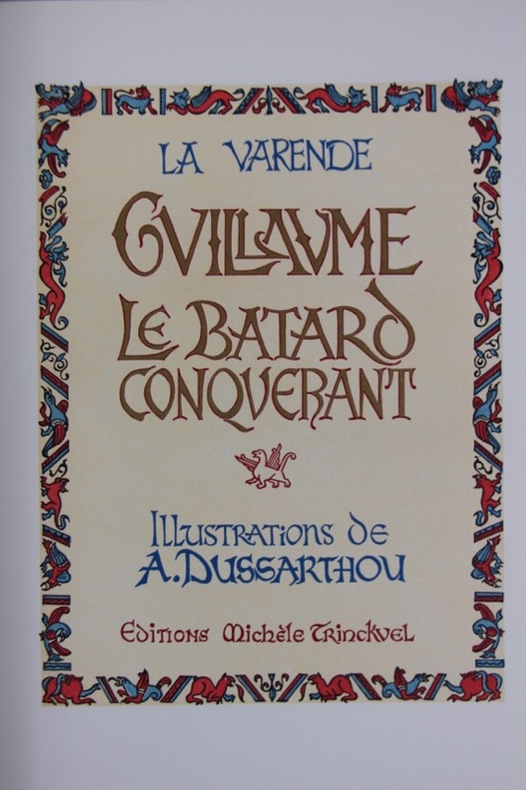 LA VARENDE
GVILLAVME
LE BATARD
CONQVERANT
ILLUSTRATIONS DE
A. DUSSARTHOU
EDITIONS MICHÈLE TRINCKVEL